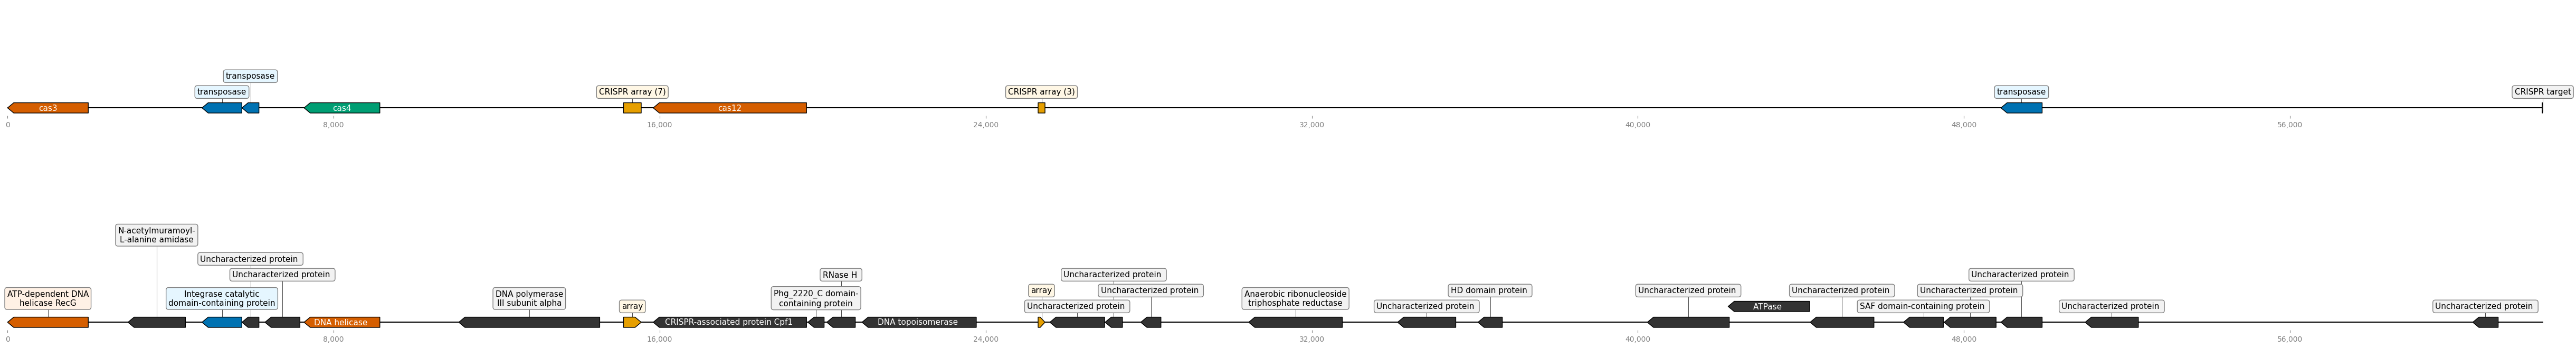 transposase
transposase
CRISPR array (7)
CRISPR array (3)
transposase
CRISPR target
cas3
cas4
cas12
0
8,000
16,000
24,000
32,000
40,000
48,000
56,000
N-acetylmuramoyl-
L-alanine amidase
Uncharacterized protein
Uncharacterized protein
RNase H
Uncharacterized protein
HD domain protein
Uncharacterized protein
ATP-dependent DNA
helicase RecG
Integrase catalytic
domain-containing protein
DNA polymerase
III subunit alpha
array
Phg_2220_C domain-
containing protein
array
Uncharacterized protein
Uncharacterized protein
Anaerobic ribonucleoside
triphosphate reductase
Uncharacterized protein
Uncharacterized protein
ATPase
Uncharacterized protein
SAF domain-containing protein
Uncharacterized protein
Uncharacterized protein
Uncharacterized protein
DNA helicase
CRISPR-associated protein Cpf1
DNA topoisomerase
0
8,000
16,000
24,000
32,000
40,000
48,000
56,000